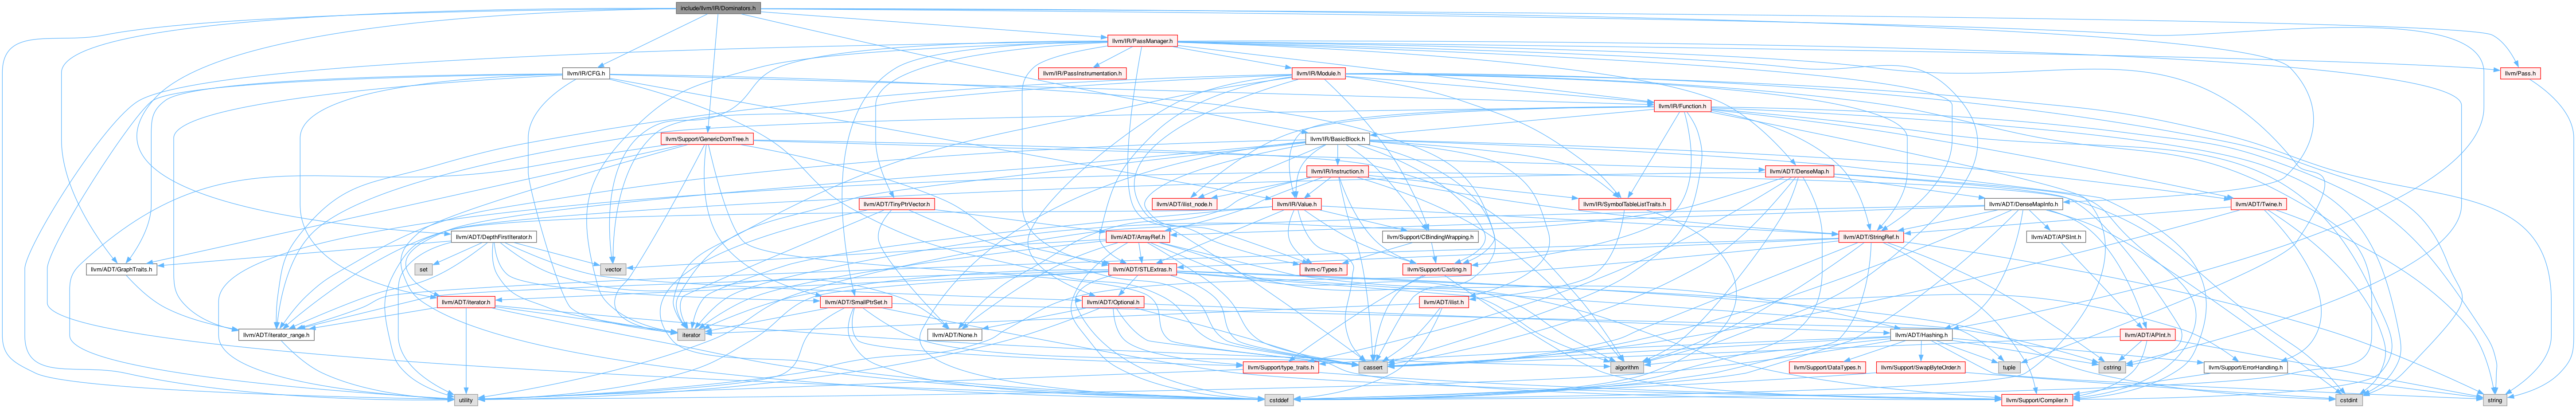 include/llvm/IR/Dominators.h
llvm/IR/PassManager.h
llvm/IR/CFG.h
llvm/IR/PassInstrumentation.h
llvm/IR/Module.h
llvm/Pass.h
llvm/IR/Function.h
llvm/Support/GenericDomTree.h
llvm/IR/BasicBlock.h
llvm/IR/Instruction.h
llvm/ADT/DenseMap.h
llvm/ADT/TinyPtrVector.h
llvm/ADT/ilist_node.h
llvm/IR/Value.h
llvm/IR/SymbolTableListTraits.h
llvm/ADT/DenseMapInfo.h
llvm/ADT/Twine.h
llvm/ADT/DepthFirstIterator.h
llvm/ADT/ArrayRef.h
llvm/Support/CBindingWrapping.h
llvm/ADT/StringRef.h
llvm/ADT/APSInt.h
llvm/ADT/GraphTraits.h
set
vector
llvm/ADT/STLExtras.h
llvm-c/Types.h
llvm/Support/Casting.h
llvm/ADT/iterator.h
llvm/ADT/SmallPtrSet.h
llvm/ADT/Optional.h
llvm/ADT/ilist.h
llvm/ADT/iterator_range.h
iterator
llvm/ADT/None.h
llvm/ADT/Hashing.h
llvm/ADT/APInt.h
llvm/Support/type_traits.h
cassert
algorithm
llvm/Support/DataTypes.h
llvm/Support/SwapByteOrder.h
tuple
cstring
llvm/Support/ErrorHandling.h
utility
cstddef
llvm/Support/Compiler.h
cstdint
string